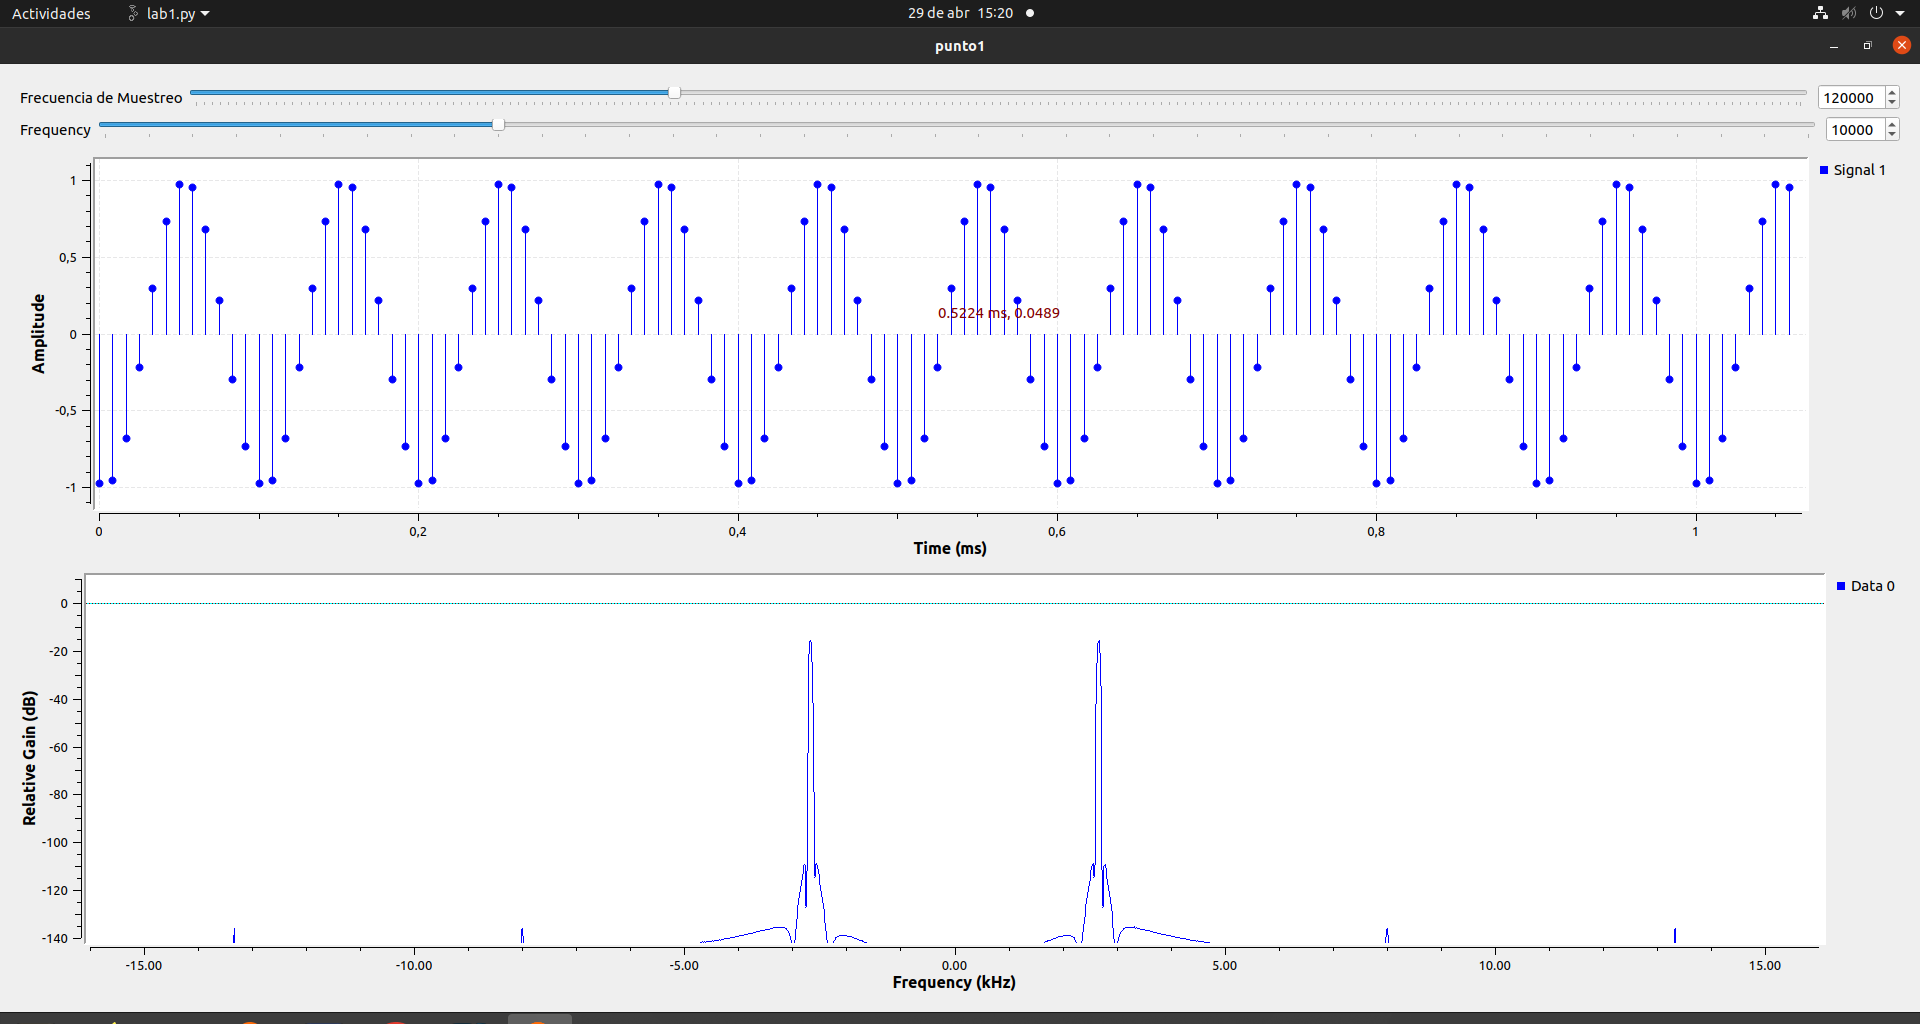 Actividades lab1.py 29 de abr 15:20
punto1
Frecuencia de Muestreo 120000
Frequency 10000
Signal 1
1
0,5
0
-0,5
-1
Amplitude
0.5224 ms, 0.0489
0 0,2 0,4 0,6 0,8 1
Time (ms)
Data 0
0
-20
-40
-60
-80
-100
-120
-140
Relative Gain (dB)
-15.00 -10.00 -5.00 0.00 5.00 10.00 15.00
Frequency (kHz)